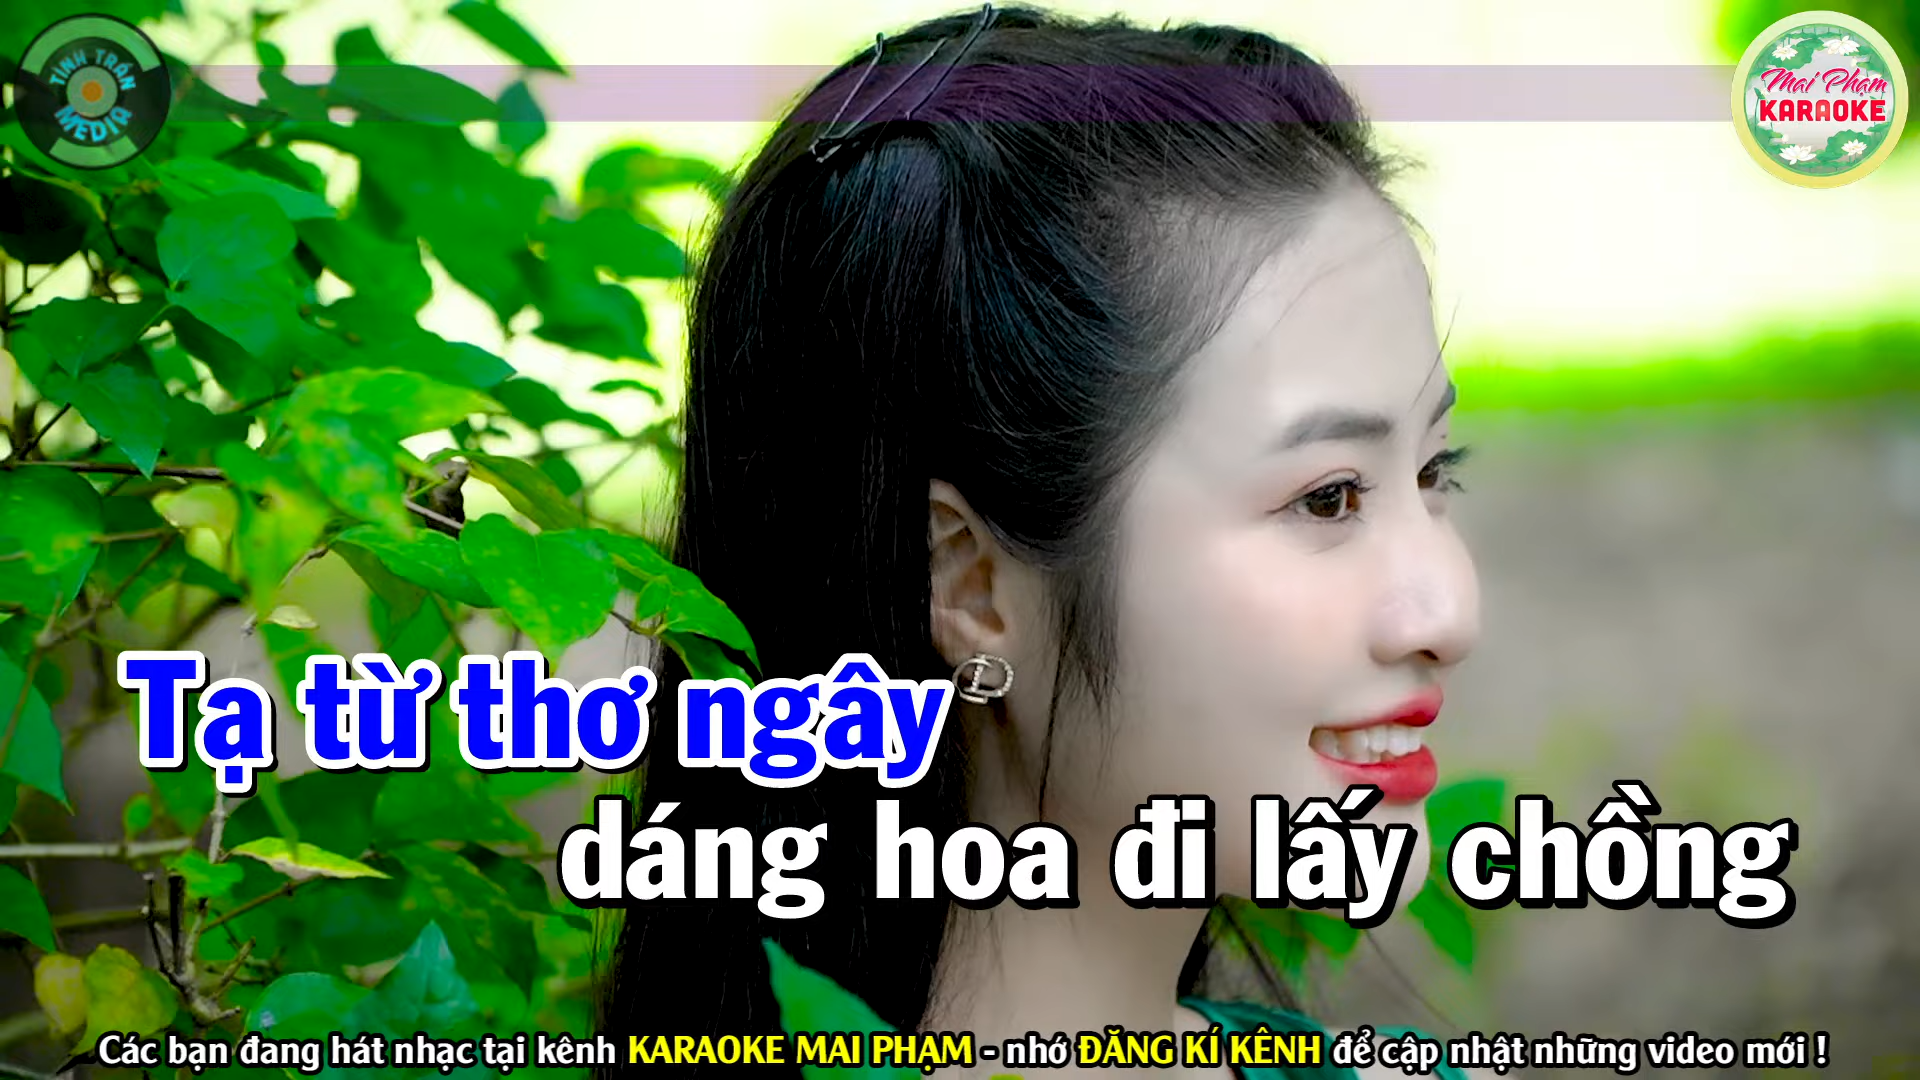 TÌNH TRẦN
MEDIA
Mai Phạm
KARAOKE
Tạ từ thơ ngây
dáng hoa đi lấy chồng
Các bạn đang hát nhạc tại kênh KARAOKE MAI PHẠM - nhớ ĐĂNG KÍ KÊNH để cập nhật những video mới !